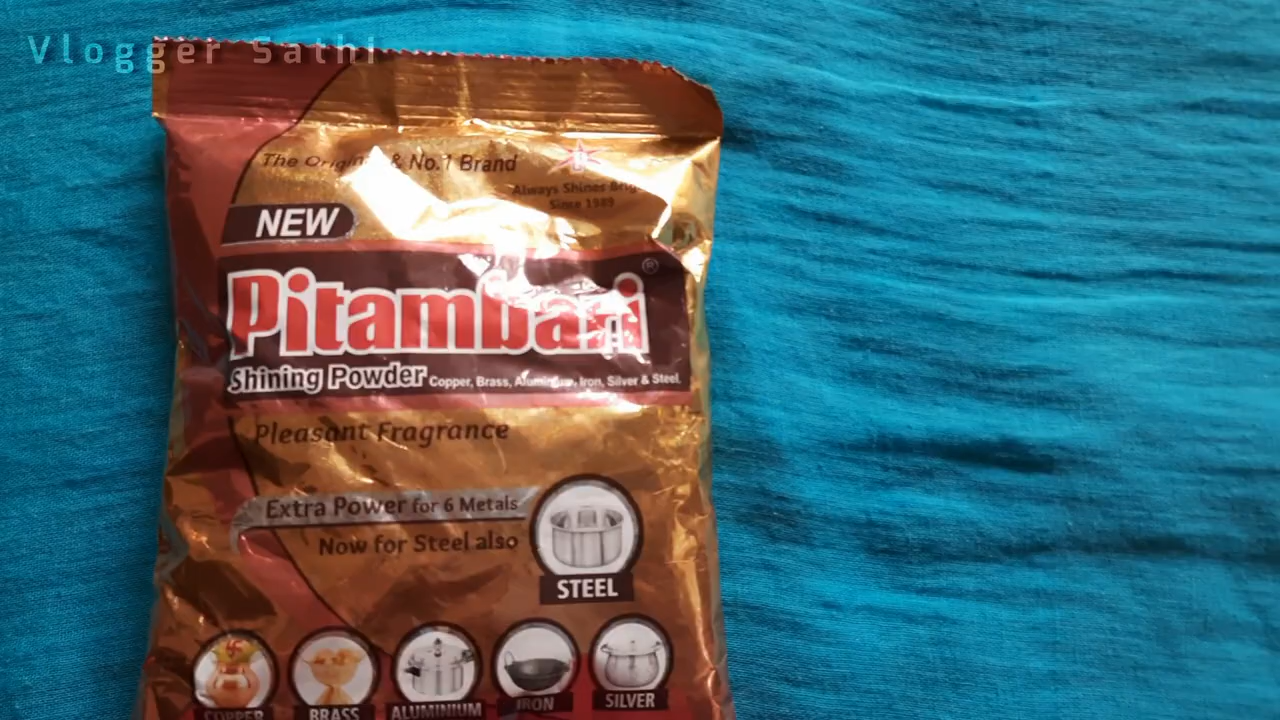 Vlogger Sathi
The Original & No.1 Brand
Always Shines
Since 1989
NEW
Pitambari®
Shining Powder Copper, Brass, Aluminium, Iron, Silver & Steel.
Pleasant Fragrance
Extra Power for 6 Metals
Now for Steel also
STEEL
COPPER BRASS ALUMINIUM IRON SILVER